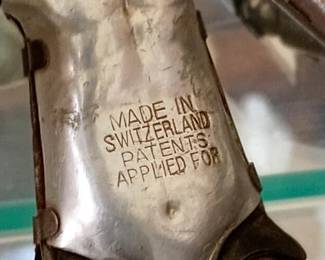 MADE IN
SWITZERLAND
PATENTS
APPLIED FOR